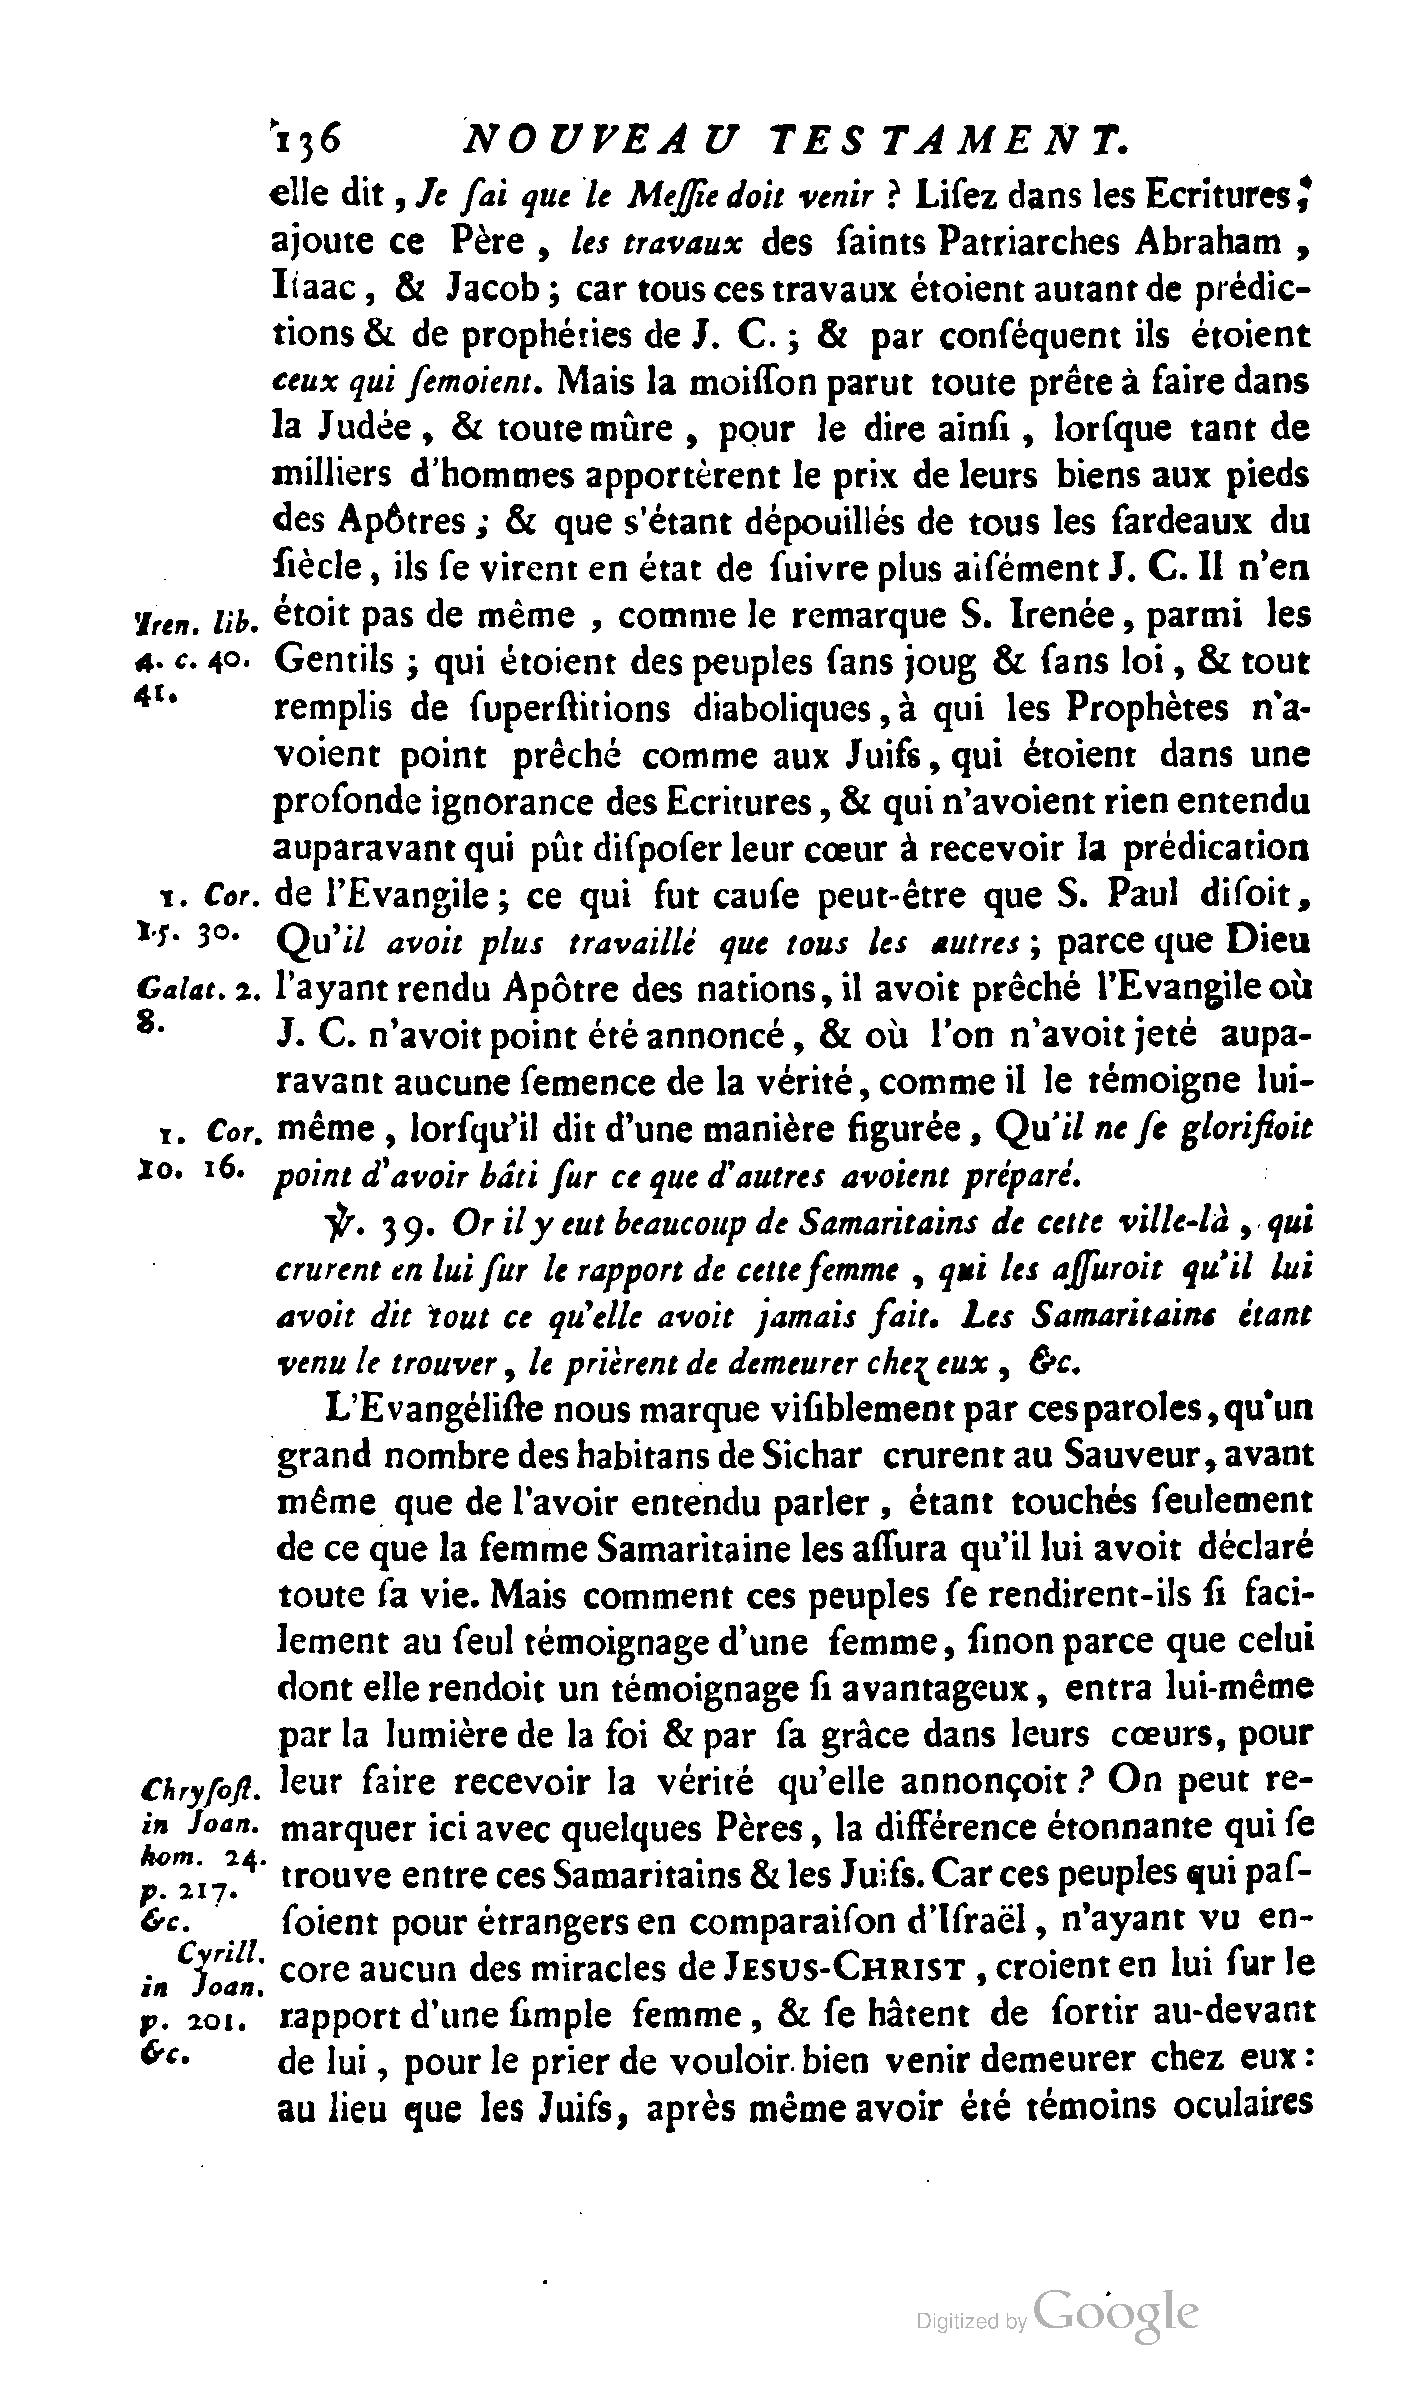 136 NOUVEAU TESTAMENT.
elle dit , Je ſai que le Meſſie doit venir ? Liſez dans les Ecritures ;
ajoute ce Père , les travaux des ſaints Patriarches Abraham ,
Iſaac , & Jacob ; car tous ces travaux étoient autant de prédic-
tions & de prophéties de J. C. ; & par conſéquent ils étoient
ceux qui ſemoient. Mais la moiſſon parut toute prête à faire dans
la Judée , & toute mûre , pour le dire ainſi , lorſque tant de
milliers d'hommes apportèrent le prix de leurs biens aux pieds
des Apôtres ; & que s'étant dépouillés de tous les fardeaux du
ſiècle , ils ſe virent en état de ſuivre plus aiſément J. C. Il n'en
Iren. lib. étoit pas de même , comme le remarque S. Irenée , parmi les
4. c. 40. Gentils ; qui étoient des peuples ſans joug & ſans loi , & tout
41. remplis de ſuperſtitions diaboliques , à qui les Prophètes n'a-
voient point prêché comme aux Juifs , qui étoient dans une
profonde ignorance des Ecritures , & qui n'avoient rien entendu
auparavant qui pût diſpoſer leur cœur à recevoir la prédication
1. Cor. de l'Evangile ; ce qui fut cauſe peut-être que S. Paul diſoit ,
15. 30. Qu'il avoit plus travaillé que tous les autres ; parce que Dieu
Galat. 2. l'ayant rendu Apôtre des nations , il avoit prêché l'Evangile où
8. J. C. n'avoit point été annoncé , & où l'on n'avoit jeté aupa-
ravant aucune ſemence de la vérité , comme il le témoigne lui-
1. Cor. même , lorſqu'il dit d'une manière figurée , Qu'il ne ſe glorifioit
10. 16. point d'avoir bâti ſur ce que d'autres avoient préparé.
℣. 39. Or il y eut beaucoup de Samaritains de cette ville-là , qui
crurent en lui ſur le rapport de cette femme , qui les aſſuroit qu'il lui
avoit dit tout ce qu'elle avoit jamais fait. Les Samaritains étant
venu le trouver , le prièrent de demeurer chez eux , &c.
L'Evangéliſte nous marque viſiblement par ces paroles , qu'un
grand nombre des habitans de Sichar crurent au Sauveur , avant
même que de l'avoir entendu parler , étant touchés ſeulement
de ce que la femme Samaritaine les aſſura qu'il lui avoit déclaré
toute ſa vie. Mais comment ces peuples ſe rendirent-ils ſi faci-
lement au ſeul témoignage d'une femme , ſinon parce que celui
dont elle rendoit un témoignage ſi avantageux , entra lui-même
par la lumière de la foi & par ſa grâce dans leurs cœurs , pour
Chryſoſt. leur faire recevoir la vérité qu'elle annonçoit ? On peut re-
in Joan. marquer ici avec quelques Pères , la différence étonnante qui ſe
hom. 24. trouve entre ces Samaritains & les Juifs. Car ces peuples qui paſ-
p. 217.
&c. ſoient pour étrangers en comparaiſon d'Iſraël , n'ayant vu en-
Cyrill. core aucun des miracles de JESUS-CHRIST , croient en lui ſur le
in Joan.
p. 201. rapport d'une ſimple femme , & ſe hâtent de ſortir au-devant
&c. de lui , pour le prier de vouloir bien venir demeurer chez eux :
au lieu que les Juifs , après même avoir été témoins oculaires
Digitized by Google